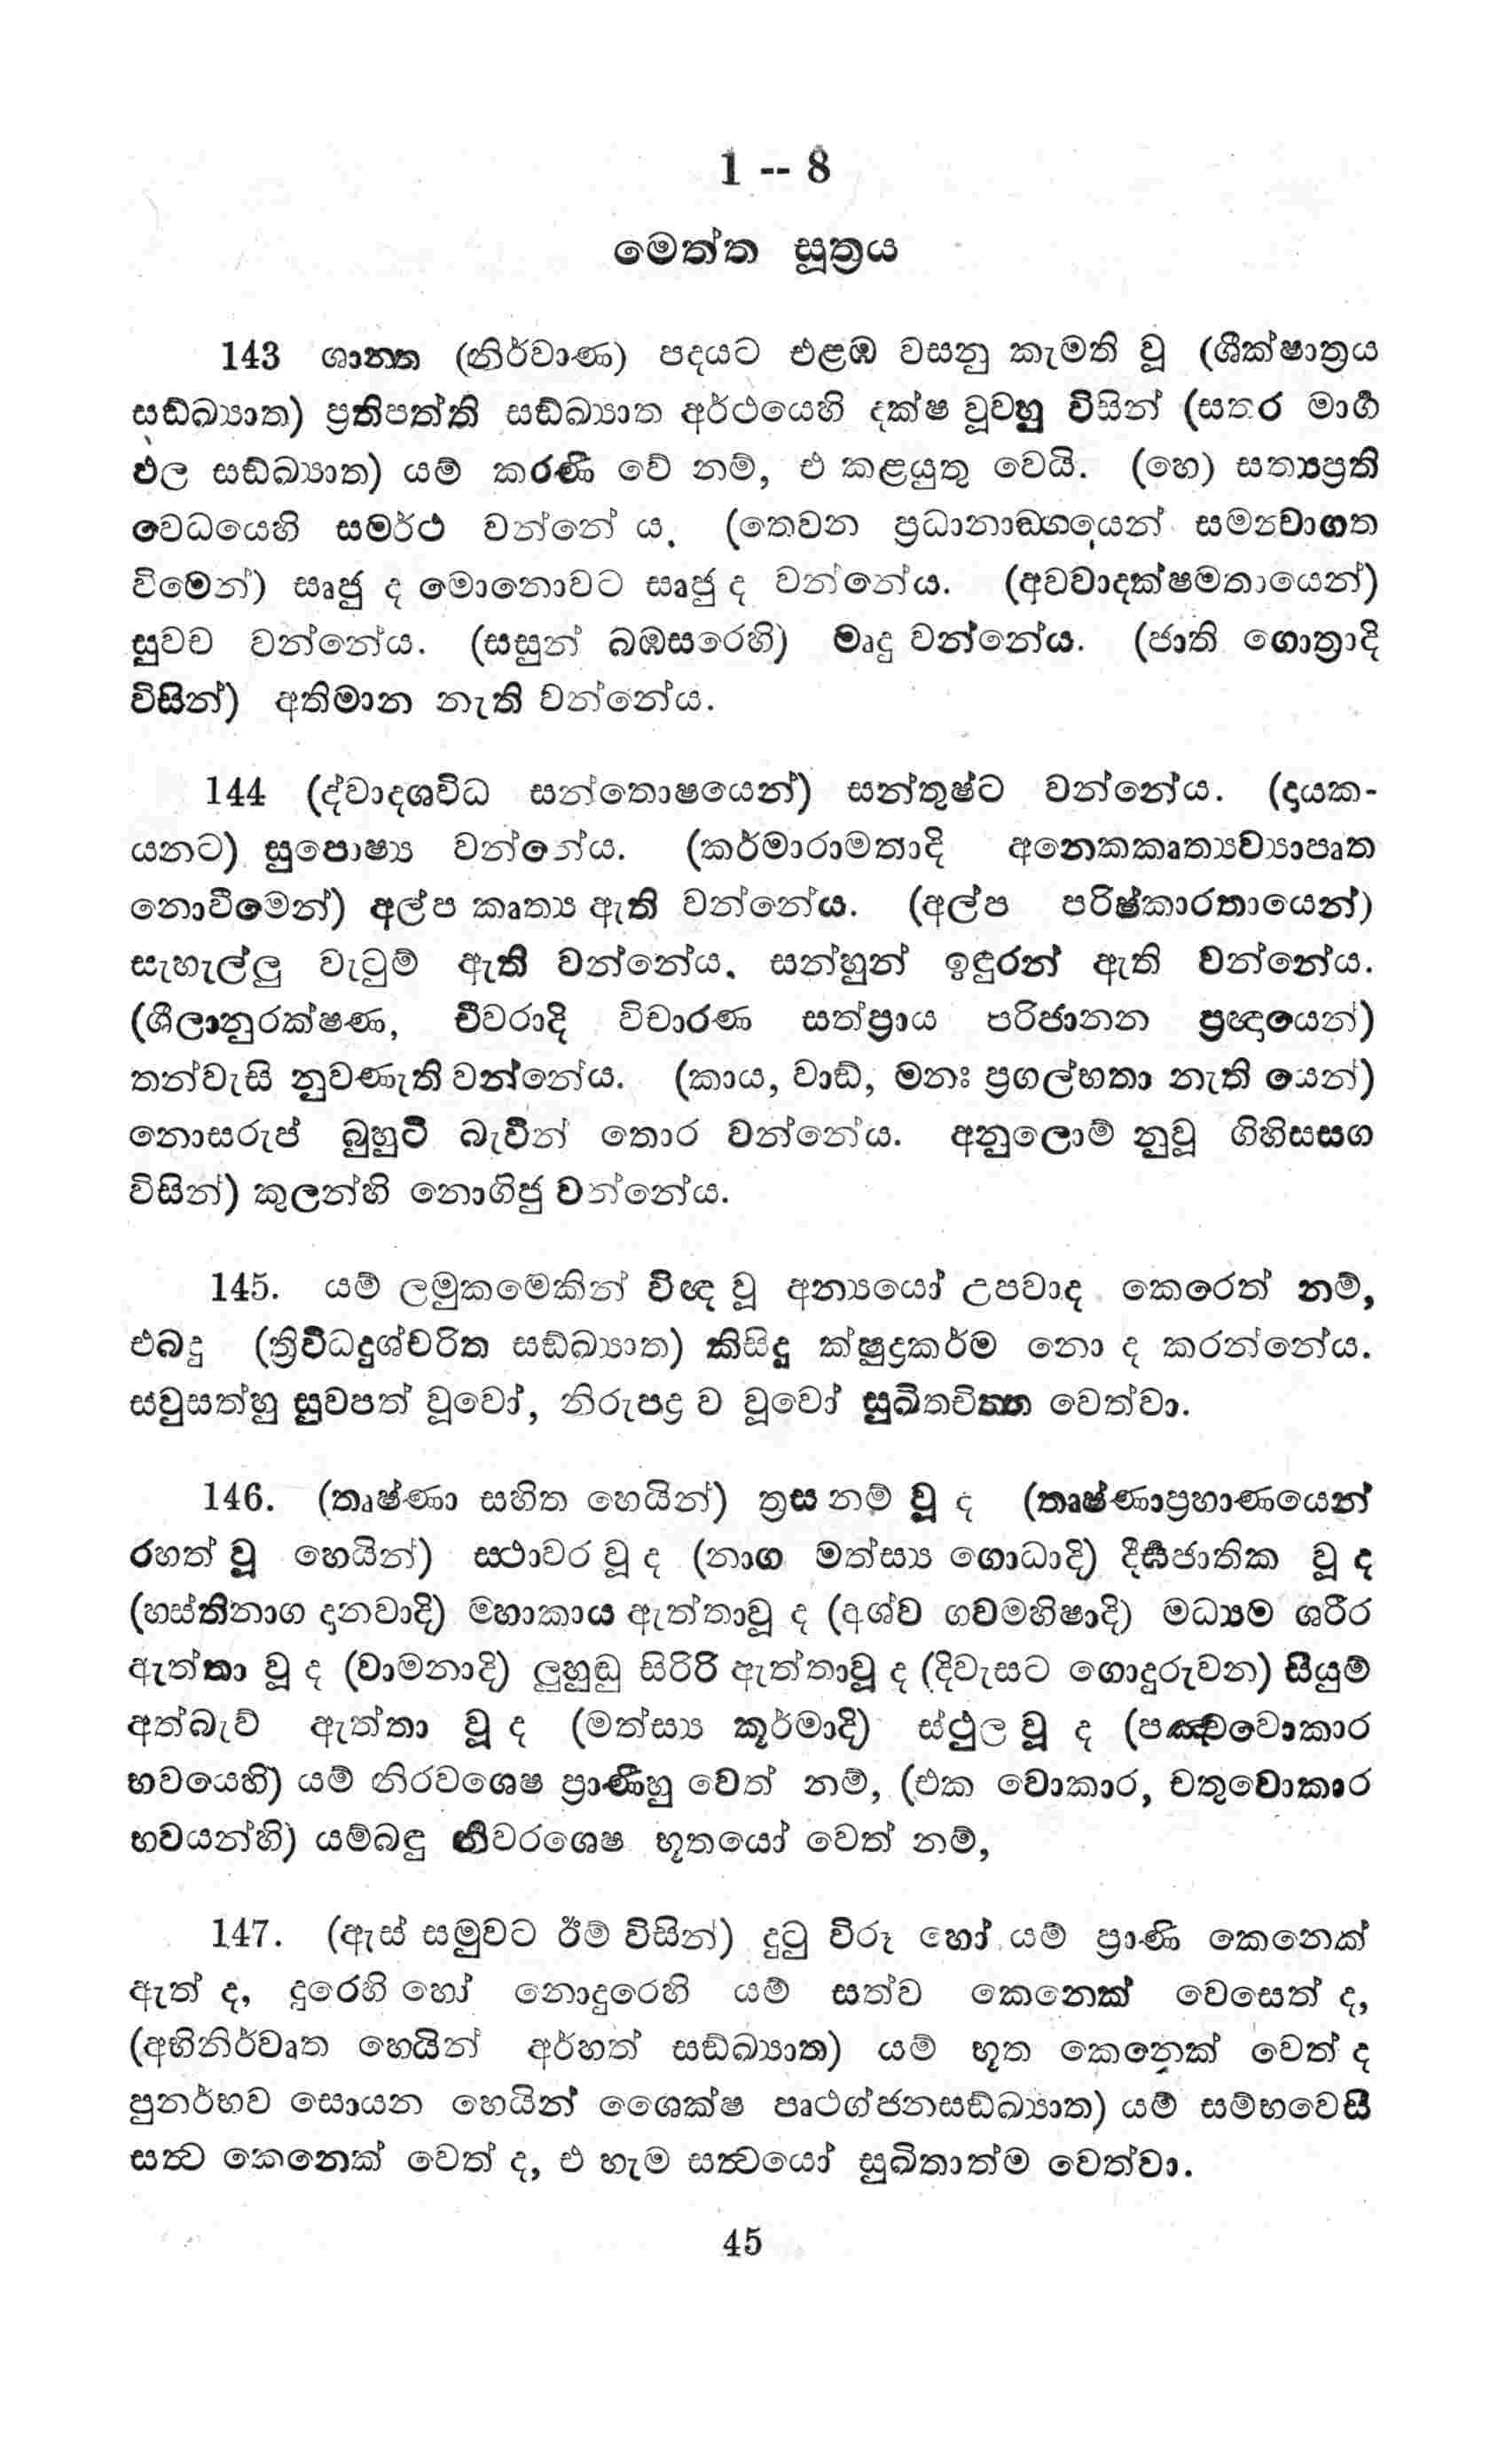 1 -- 8
මෙත්ත සූත්‍රය
143 ශාන්ත (නිර්වාණ) පදයට එළඹ වසනු කැමති වූ (ශීක්ෂාත්‍රය
සඬ්ඛ්‍යාත) ප්‍රතිපත්ති සඬ්ඛ්‍යාත අර්ථයෙහි දක්ෂ වූවහු විසින් (සතර මාර්‍ග
ඵල සඬ්ඛ්‍යාත) යම් කරණී වේ නම්, එ කළයුතු වෙයි. (හෙ) සත්‍යප්‍රති
වෙධයෙහි සමර්ථ වන්නේ ය. (තෙවන ප්‍රධානාඬ්ගයෙන් සමන්‍වාගත
විමෙන්) සෘජු ද මොනොවට සෘජු ද වන්නේය. (අවවාදක්ෂමතායෙන්)
සුවච වන්නේය. (සසුන් බඹසරෙහි) මෘදු වන්නේය. (ජාති ගොත්‍රාදි
විසින්) අතිමාන නැති වන්නේය.
144 (ද්වාදශවිධ සන්තොෂයෙන්) සන්තුෂ්ට වන්නේය. (දායක-
යනට) සුපොෂ්‍ය වන්නේය. (කර්මාරාමතාදි අනෙකකෘත්‍යව්‍යාපෘත
නොවීමෙන්) අල්ප කෘත්‍ය ඇති වන්නේය. (අල්ප පරිෂ්කාරතායෙන්)
සැහැල්ලු වැටුම් ඇති වන්නේය. සන්හුන් ඉඳුරන් ඇති වන්නේය.
(ශීලානුරක්ෂණ, චීවරාදි විචාරණ සත්ප්‍රාය පරිජානන ප්‍රඥායෙන්)
තන්වැසි නුවණැති වන්නේය. (කාය, වාඬ්, මනඃ ප්‍රගල්භතා නැති යෙන්)
නොසරුප් බුහුටි බැවින් තොර වන්නේය. අනුලොම් නුවූ ගිහිසසග
විසින්) කුලන්හි නොගිජු වන්නේය.
145. යම් ලමුකමෙකින් විඥ වූ අන්‍යයෝ උපවාද කෙරෙත් නම්,
එබදු (ත්‍රිවිධදුශ්චරිත සඬ්ඛ්‍යාත) කිසිදු ක්ෂුද්‍රකර්ම නො ද කරන්නේය.
සවුසත්හු සුවපත් වූවෝ, නිරුපද්‍ර ව වූවෝ සුඛිතචිත්ත වෙත්වා.
146. (තෘෂ්ණා සහිත හෙයින්) ත්‍රස නම් වූ ද (තෘෂ්ණාප්‍රහාණයෙන්
රහත් වූ හෙයින්) ස්ථාවර වූ ද (නාග මත්ස්‍ය ගොධාදි) දීර්‍ඝජාතික වූ ද
(හස්තිනාග දානවාදි) මහාකාය ඇත්තාවූ ද (අශ්ව ගවමහිෂාදි) මධ්‍යම ශරීර
ඇත්තා වූ ද (වාමනාදි) ලුහුඬු සිරිරි ඇත්තාවූ ද (දිවැසට ගොදුරුවන) සියුම්
අත්බැව් ඇත්තා වූ ද (මත්ස්‍ය කූර්මාදි) ස්ථුල වූ ද (පඤ්චවොකාර
භවයෙහි) යම් නිරවශෙෂ ප්‍රාණීහු වෙත් නම්, (එක වොකාර, චතුවොකාර
භවයන්හි) යම්බඳු නිවරශෙෂ භූතයෝ වෙත් නම්,
147. (ඇස් සමුවට ඊම් විසින්) දුටු විරූ හෝ යම් ප්‍රාණි කෙනෙක්
ඇත් ද, දුරෙහි හෝ නොදුරෙහි යම් සත්ව කෙනෙක් වෙසෙත් ද,
(අභිනිර්වෘත හෙයින් අර්හත් සඬ්ඛ්‍යාත) යම් භූත කෙනෙක් වෙත් ද
පුනර්භව සොයන හෙයින් ශෛක්ෂ පෘථග්ජනසඬ්ඛ්‍යාත) යම් සම්භවෙසී
සත්‍ව කෙනෙක් වෙත් ද, එ හැම සත්‍වයෝ සුඛිතාත්ම වෙත්වා.
45